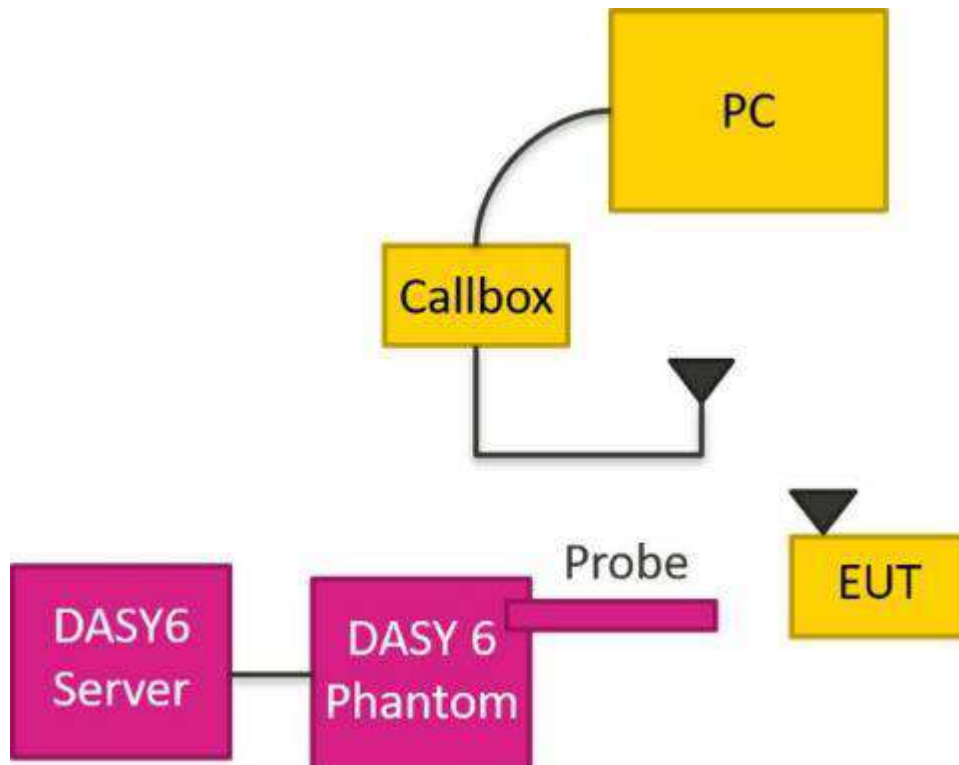 PC
Callbox
Probe
EUT
DASY6
Server
DASY 6
Phantom